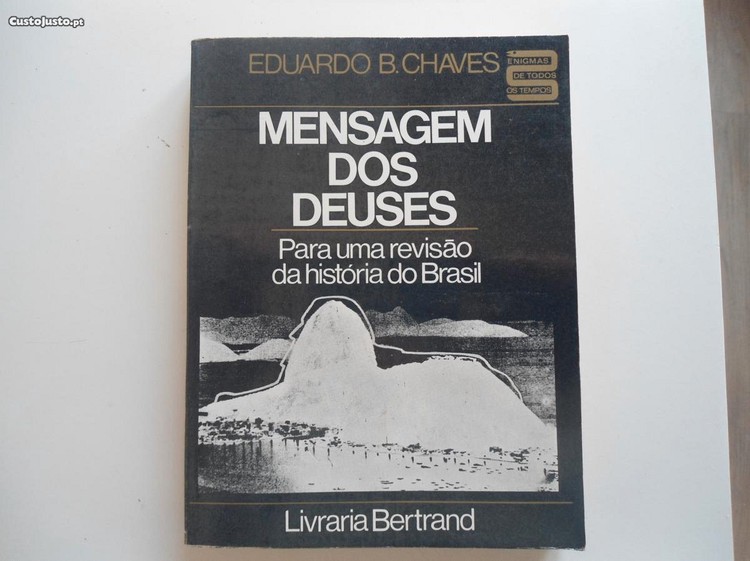 CustoJusto.pt
EDUARDO B. CHAVES
ENIGMAS
DE TODOS
OS TEMPOS
MENSAGEM
DOS
DEUSES
Para uma revisão
da história do Brasil
Livraria Bertrand